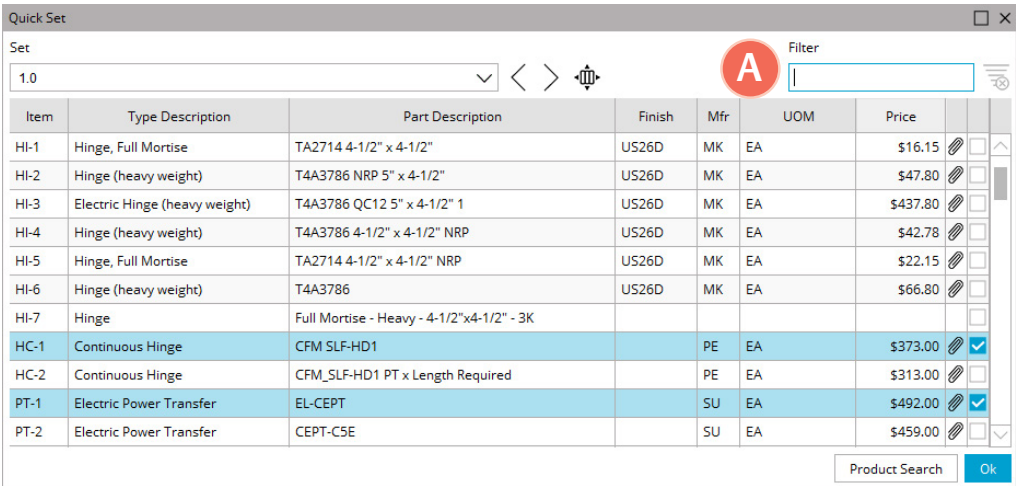 Quick Set
Set Filter
1.0 A
Item Type Description Part Description Finish Mfr UOM Price
HI-1 Hinge, Full Mortise TA2714 4-1/2" x 4-1/2" US26D MK EA $16.15
HI-2 Hinge (heavy weight) T4A3786 NRP 5" x 4-1/2" US26D MK EA $47.80
HI-3 Electric Hinge (heavy weight) T4A3786 QC12 5" x 4-1/2" 1 US26D MK EA $437.80
HI-4 Hinge (heavy weight) T4A3786 4-1/2" x 4-1/2" NRP US26D MK EA $42.78
HI-5 Hinge, Full Mortise TA2714 4-1/2" x 4-1/2" NRP US26D MK EA $22.15
HI-6 Hinge (heavy weight) T4A3786 US26D MK EA $66.80
HI-7 Hinge Full Mortise - Heavy - 4-1/2"x4-1/2" - 3K
HC-1 Continuous Hinge CFM SLF-HD1 PE EA $373.00
HC-2 Continuous Hinge CFM_SLF-HD1 PT x Length Required PE EA $313.00
PT-1 Electric Power Transfer EL-CEPT SU EA $492.00
PT-2 Electric Power Transfer CEPT-C5E SU EA $459.00
Product Search Ok